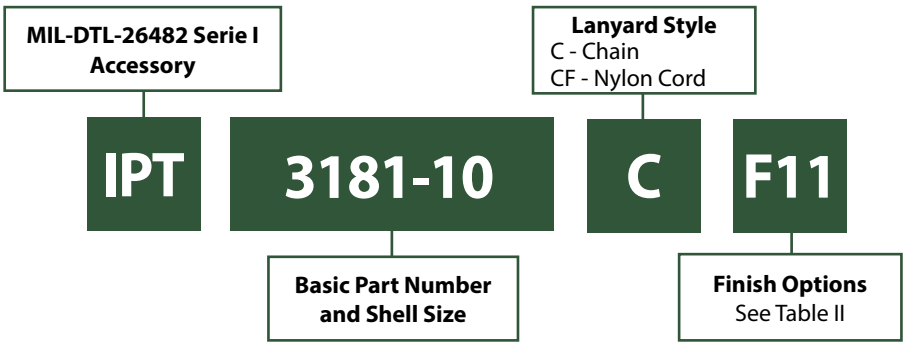 MIL-DTL-26482 Serie I
Accessory
Lanyard Style
C - Chain
CF - Nylon Cord
IPT
3181-10
C
F11
Basic Part Number
and Shell Size
Finish Options
See Table II